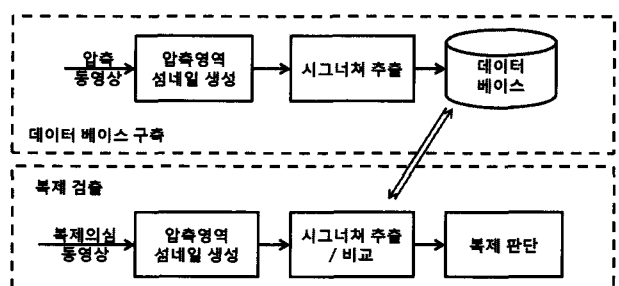 압축
동영상
압축영역
섬네일 생성
시그너쳐 추출
데이터
베이스
데이터 베이스 구축
복제 검출
복제의심
동영상
압축영역
섬네일 생성
시그너쳐 추출
/ 비교
복제 판단